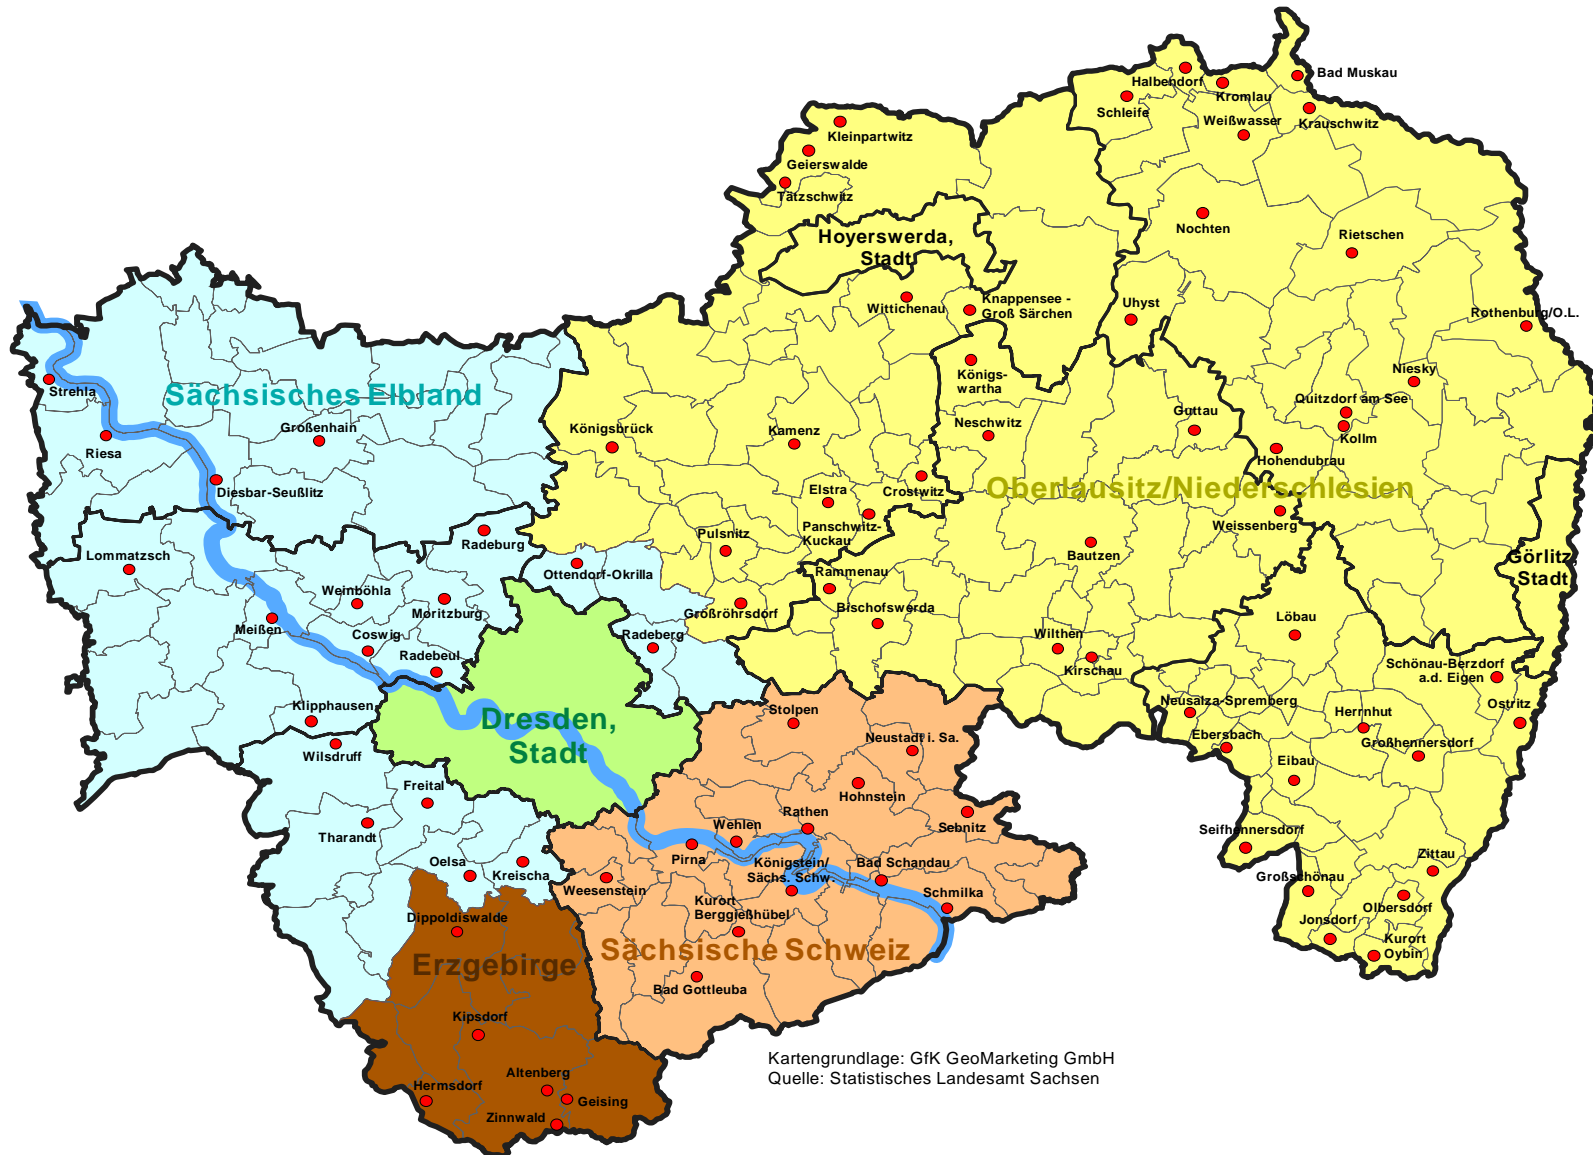 Bad Muskau
Halbendorf
Kromlau
Schleife
Krauschwitz
Weißwasser
Kleinpartwitz
Geierswalde
Tätzschwitz
Nochten
Rietschen
Hoyerswerda,
Stadt
Wittichenau
Knappensee -
Groß Särchen
Uhyst
Rothenburg/O.L.
Königs-
wartha
Niesky
Strehla
Sächsisches Elbland
Quitzdorf am See
Guttau
Kollm
Großenhain
Königsbrück
Kamenz
Neschwitz
Riesa
Hohendubrau
Diesbar-Seußlitz
Elstra
Crostwitz
Oberlausitz/Niederschlesien
Panschwitz-
Kuckau
Weissenberg
Radeburg
Pulsnitz
Bautzen
Lommatzsch
Ottendorf-Okrilla
Görlitz
Stadt
Rammenau
Weinböhla
Moritzburg
Großröhrsdorf
Bischofswerda
Löbau
Meißen
Coswig
Radeberg
Wilthen
Radebeul
Kirschau
Schönau-Berzdorf
a.d. Eigen
Klipphausen
Neusalza-Spremberg
Ostritz
Dresden,
Stadt
Stolpen
Herrnhut
Neustadt i. Sa.
Ebersbach
Großhennersdorf
Wilsdruff
Eibau
Freital
Hohnstein
Tharandt
Wehlen
Rathen
Sebnitz
Seifhennersdorf
Oelsa
Kreischa
Pirna
Königstein/
Sächs. Schw.
Bad Schandau
Zittau
Weesenstein
Großschönau
Schmilka
Kurort
Berggießhübel
Olbersdorf
Dippoldiswalde
Jonsdorf
Kurort
Oybin
Erzgebirge
Sächsische Schweiz
Bad Gottleuba
Kipsdorf
Kartengrundlage: GfK GeoMarketing GmbH
Quelle: Statistisches Landesamt Sachsen
Altenberg
Hermsdorf
Geising
Zinnwald